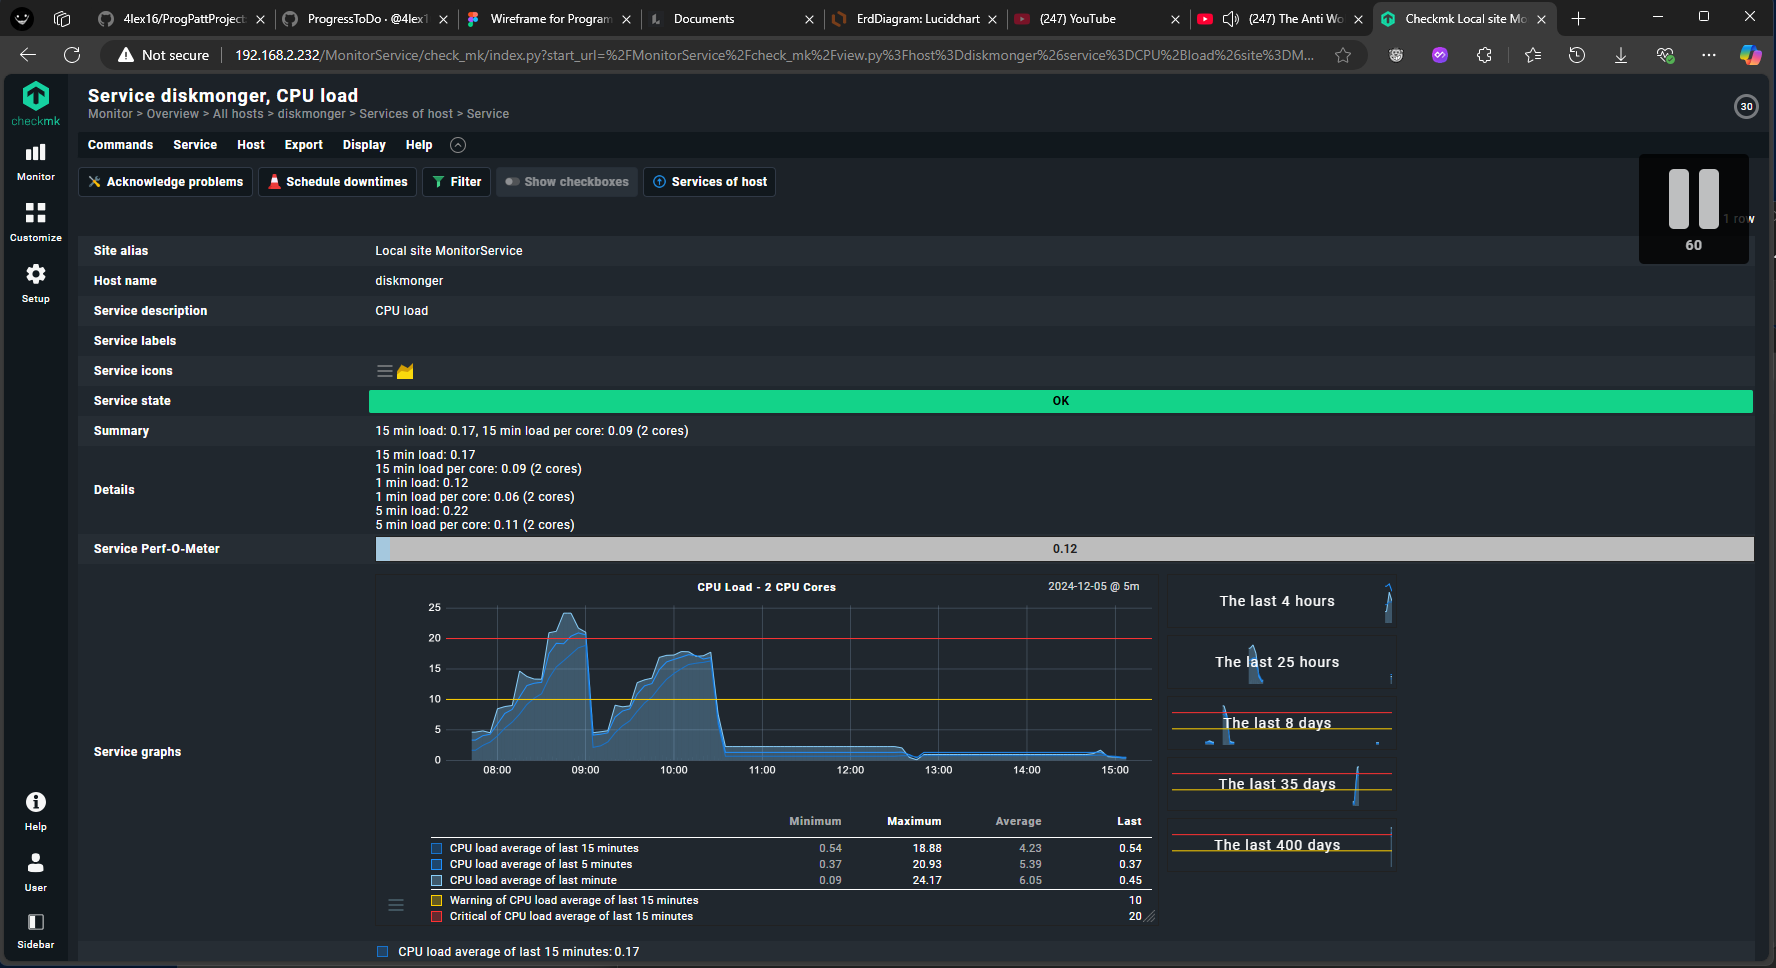 4lex16/ProgPattProject
ProgressToDo · @4lex1
Wireframe for Program
Documents
ErdDiagram: Lucidchart
(247) YouTube
(247) The Anti Wo
Checkmk Local site Mo
Not secure
192.168.2.232/MonitorService/check_mk/index.py?start_url=%2FMonitorService%2Fcheck_mk%2Fview.py%3Fhost%3Ddiskmonger%26service%3DCPU%2Bload%26site%3DM...
checkmk
Monitor
Customize
Setup
Help
User
Sidebar
Service diskmonger, CPU load
Monitor > Overview > All hosts > diskmonger > Services of host > Service
30
Commands Service Host Export Display Help
Acknowledge problems Schedule downtimes Filter Show checkboxes Services of host
1 row
60
Site alias Local site MonitorService
Host name diskmonger
Service description CPU load
Service labels
Service icons
Service state OK
Summary 15 min load: 0.17, 15 min load per core: 0.09 (2 cores)
Details
15 min load: 0.17
15 min load per core: 0.09 (2 cores)
1 min load: 0.12
1 min load per core: 0.06 (2 cores)
5 min load: 0.22
5 min load per core: 0.11 (2 cores)
Service Perf-O-Meter 0.12
Service graphs
CPU Load - 2 CPU Cores 2024-12-05 @ 5m
25
20
15
10
5
0
08:00 09:00 10:00 11:00 12:00 13:00 14:00 15:00
Minimum Maximum Average Last
CPU load average of last 15 minutes 0.54 18.88 4.23 0.54
CPU load average of last 5 minutes 0.37 20.93 5.39 0.37
CPU load average of last minute 0.09 24.17 6.05 0.45
Warning of CPU load average of last 15 minutes 10
Critical of CPU load average of last 15 minutes 20
The last 4 hours
The last 25 hours
The last 8 days
The last 35 days
The last 400 days
CPU load average of last 15 minutes: 0.17